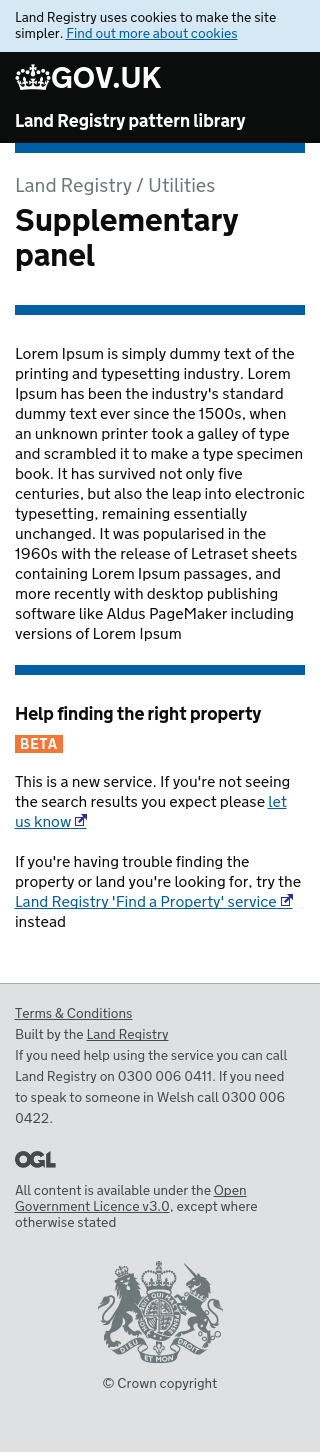 Land Registry uses cookies to make the site
simpler. Find out more about cookies
GOV.UK
Land Registry pattern library
Land Registry / Utilities
Supplementary
panel
Lorem Ipsum is simply dummy text of the
printing and typesetting industry. Lorem
Ipsum has been the industry's standard
dummy text ever since the 1500s, when
an unknown printer took a galley of type
and scrambled it to make a type specimen
book. It has survived not only five
centuries, but also the leap into electronic
typesetting, remaining essentially
unchanged. It was popularised in the
1960s with the release of Letraset sheets
containing Lorem Ipsum passages, and
more recently with desktop publishing
software like Aldus PageMaker including
versions of Lorem Ipsum
Help finding the right property
BETA
This is a new service. If you're not seeing
the search results you expect please let
us know
If you're having trouble finding the
property or land you're looking for, try the
Land Registry 'Find a Property' service
instead
Terms & Conditions
Built by the Land Registry
If you need help using the service you can call
Land Registry on 0300 006 0411. If you need
to speak to someone in Welsh call 0300 006
0422.
OGL
All content is available under the Open
Government Licence v3.0, except where
otherwise stated
DIEU ET MON
© Crown copyright